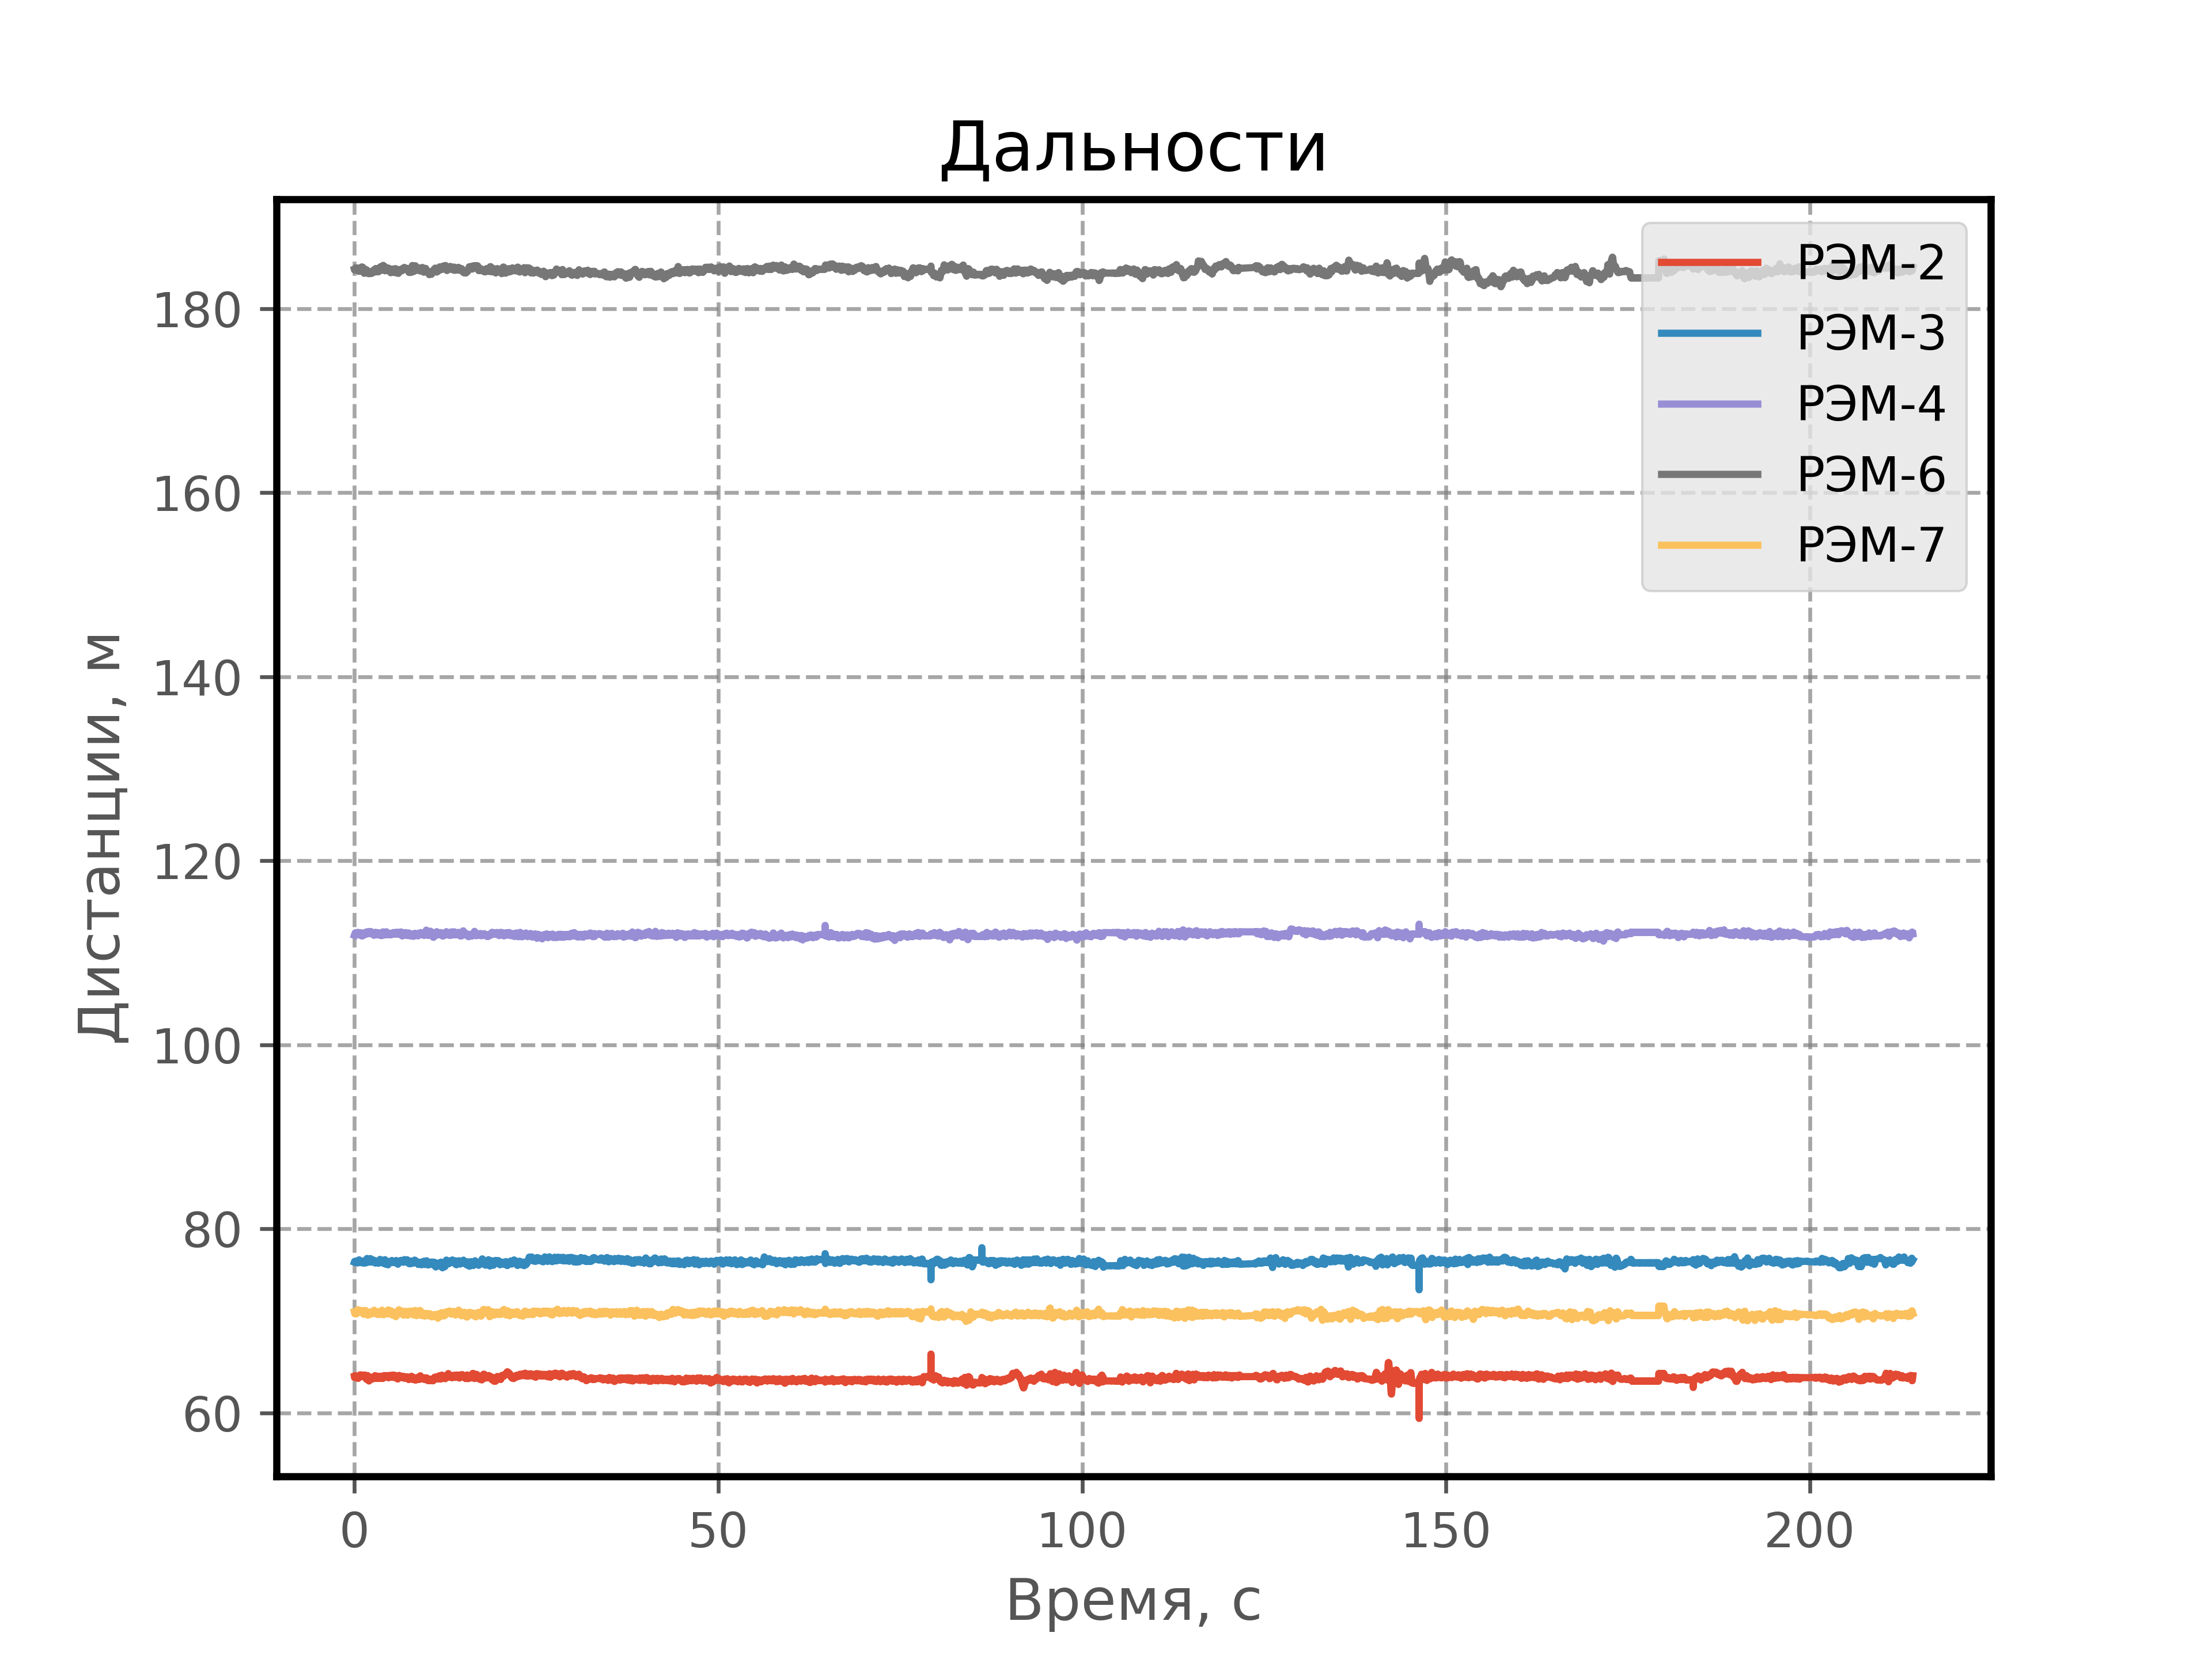 Дальности
РЭМ-2
РЭМ-3
РЭМ-4
РЭМ-6
РЭМ-7
180
160
140
120
100
80
60
Дистанции, м
0 50 100 150 200
Время, с